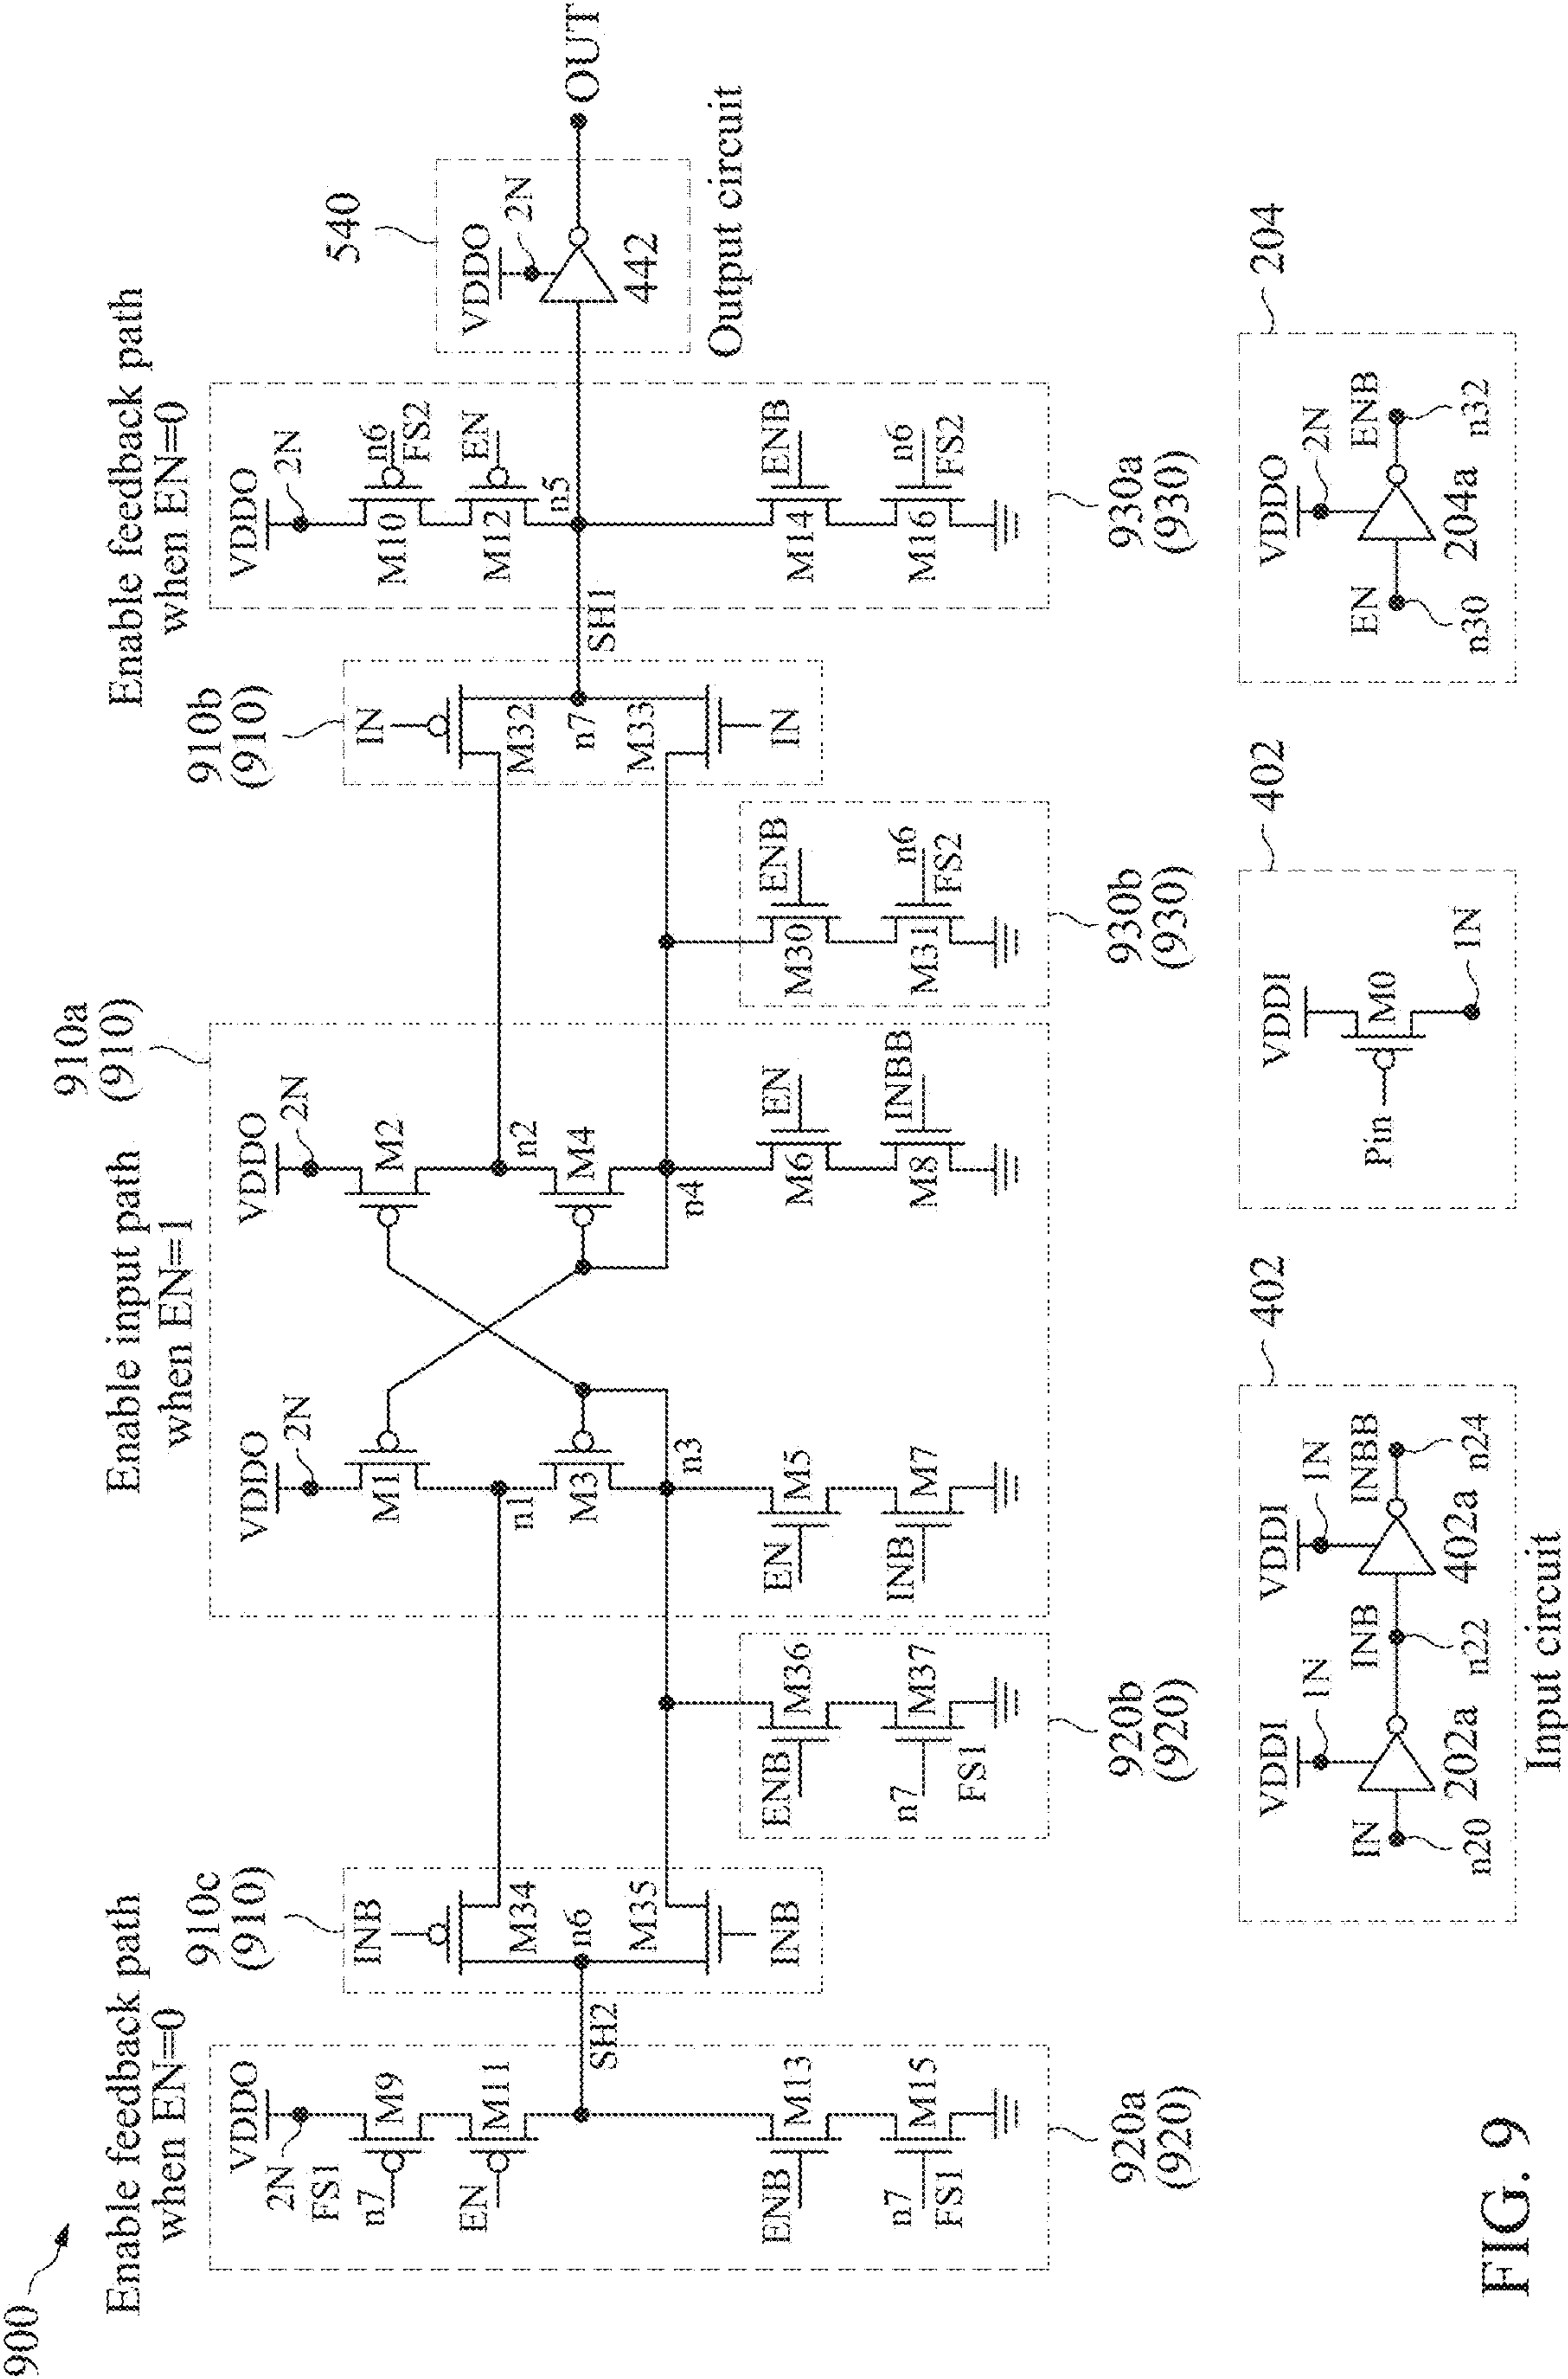 900
Enable feedback path
when EN=0
Enable input path
when EN=1
Enable feedback path
when EN=0
910c
(910)
910a
(910)
910b
(910)
540
VDDO
2N
FS1
n7
M9
EN
M11
ENB
M13
n7
FS1
M15
SH2
920a
(920)
INB
M34
n6
M35
INB
ENB
M36
n7
FS1
M37
920b
(920)
VDDO
2N
M1
n1
M3
n3
EN
M5
INB
M7
VDDO
2N
M2
n2
M4
n4
M6
EN
M8
INBB
M30
ENB
M31
n6
FS2
930b
(930)
IN
M32
n7
M33
IN
SH1
VDDO
2N
M10
n6
FS2
M12
EN
n5
M14
ENB
M16
n6
FS2
930a
(930)
VDDO
2N
442
OUT
Output circuit
402
VDDI
1N
VDDI
1N
IN
INB
INBB
n20
202a
n22
402a
n24
Input circuit
402
VDDI
Pin
M0
1N
204
VDDO
2N
EN
ENB
n30
204a
n32
FIG. 9